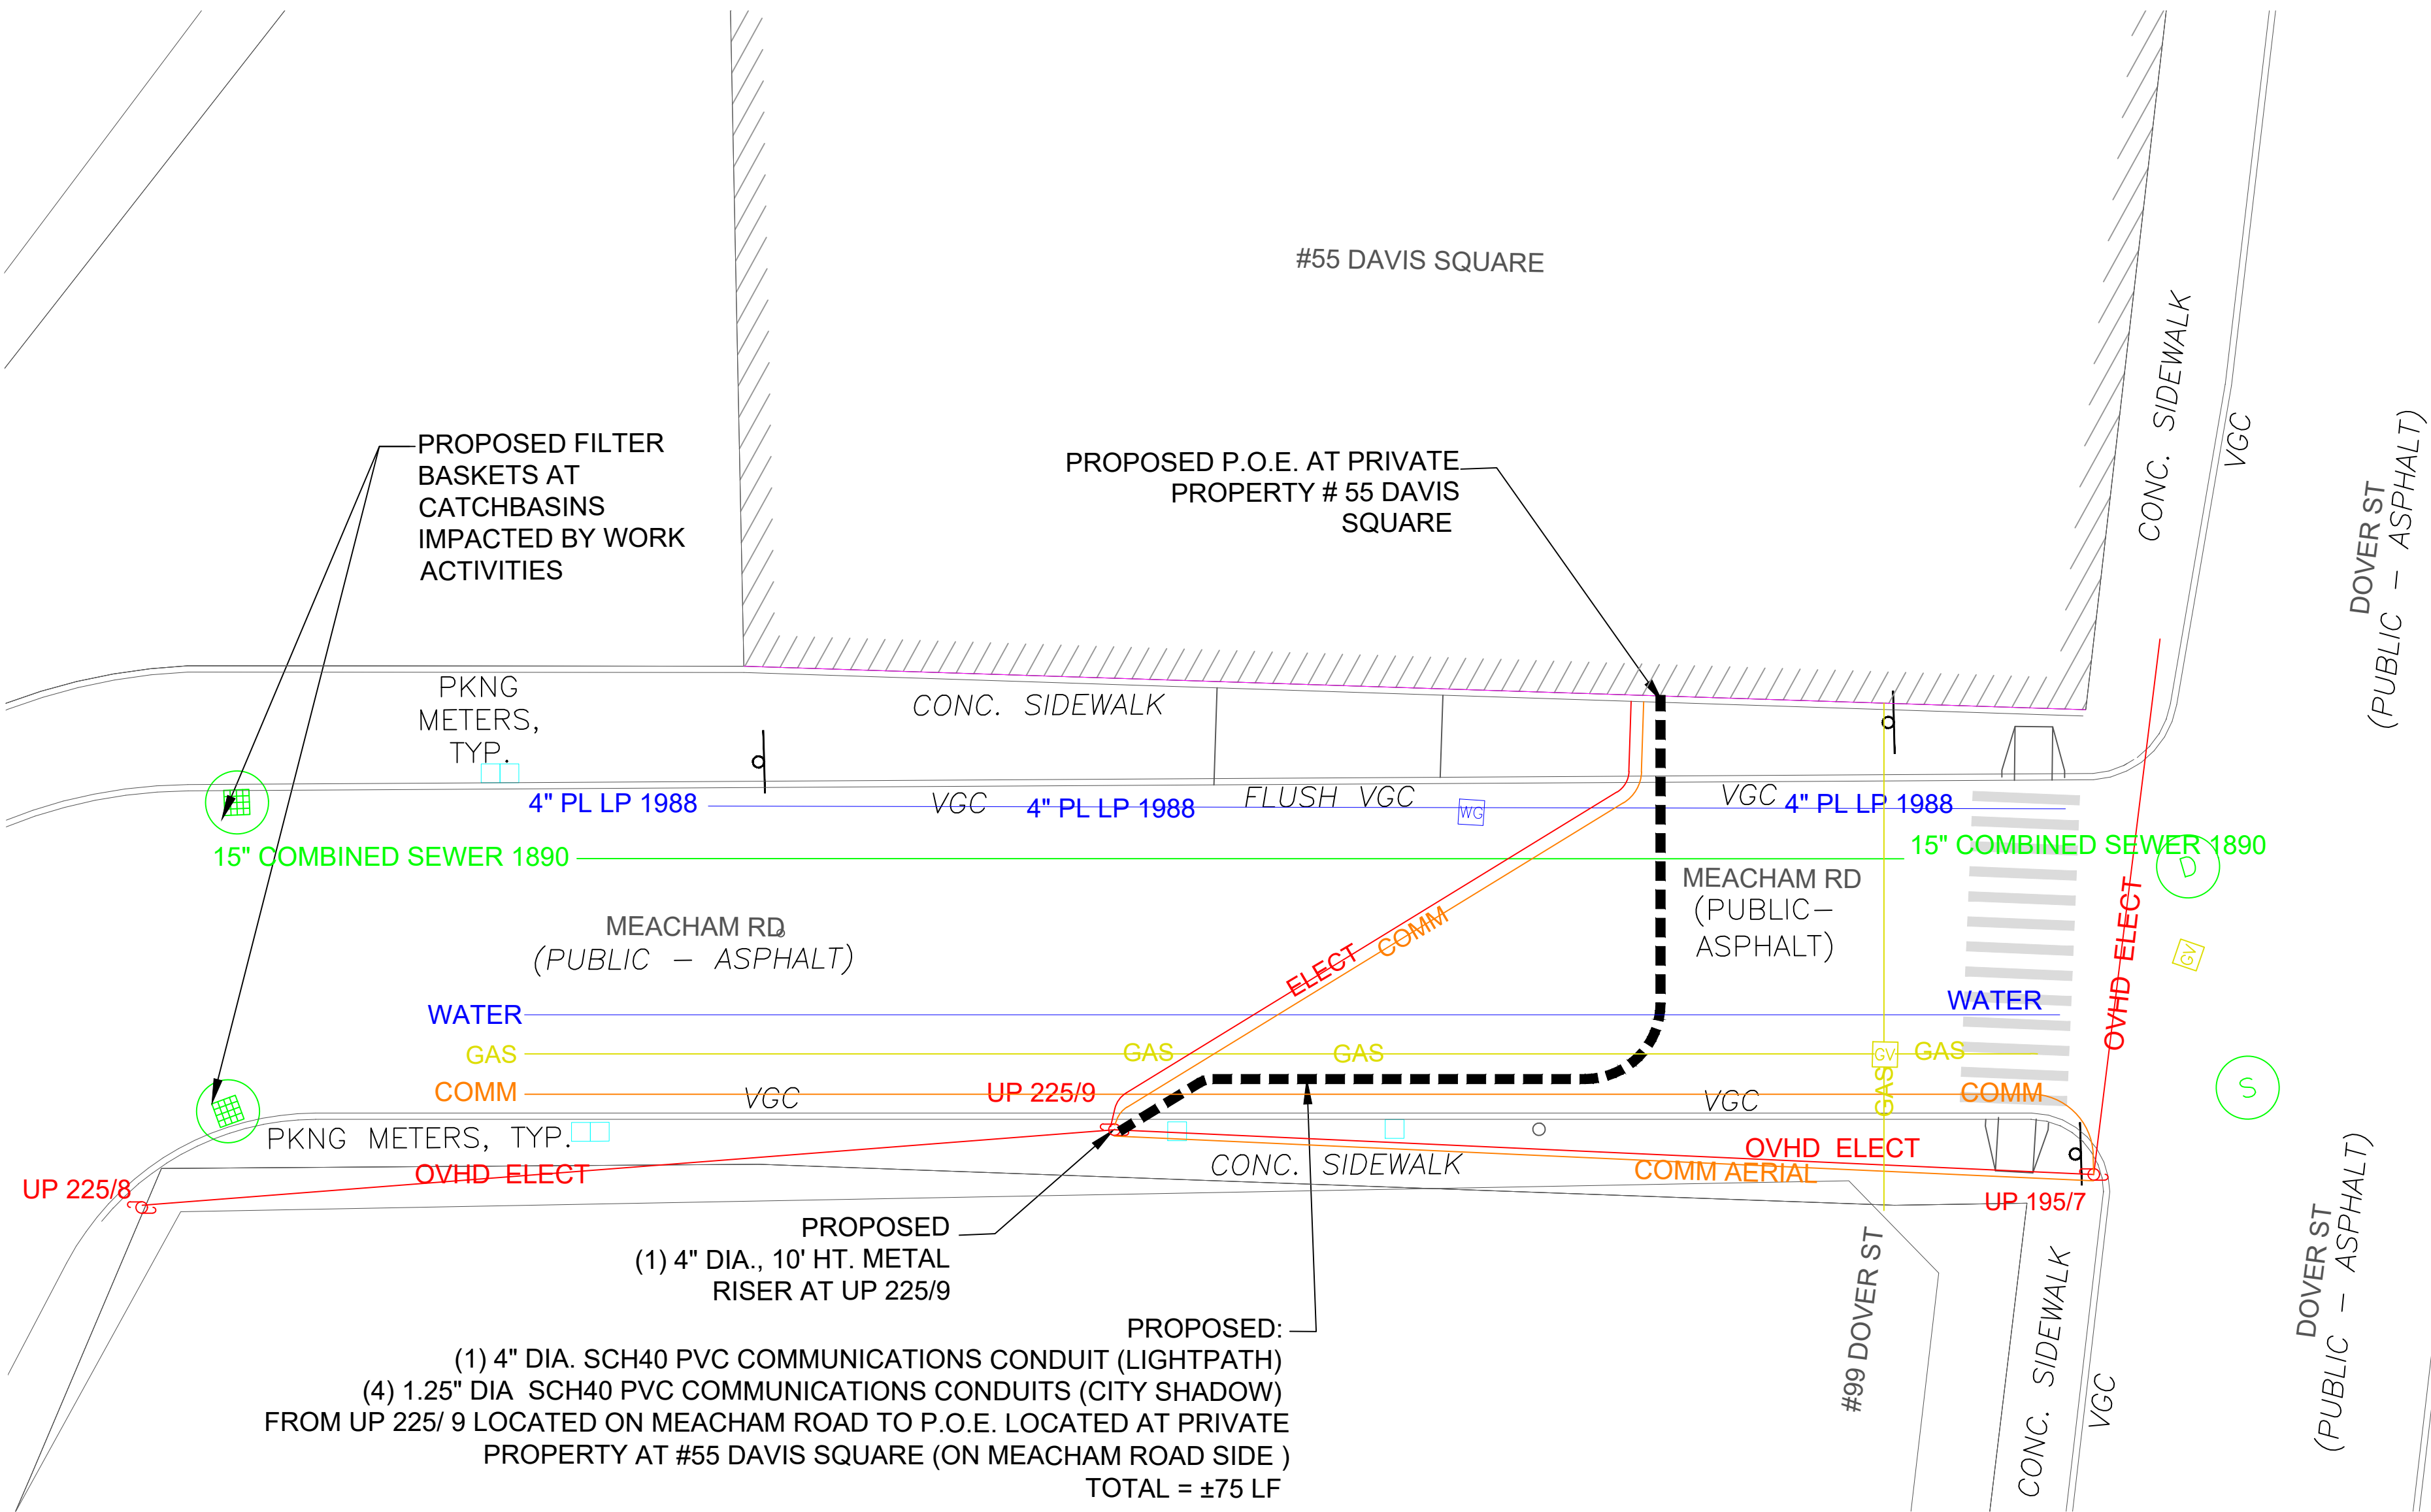 #55 DAVIS SQUARE
CONC. SIDEWALK
VGC
DOVER ST
(PUBLIC - ASPHALT)
PROPOSED FILTER
BASKETS AT
CATCHBASINS
IMPACTED BY WORK
ACTIVITIES
PROPOSED P.O.E. AT PRIVATE
PROPERTY # 55 DAVIS
SQUARE
PKNG
METERS,
TYP.
CONC. SIDEWALK
4" PL LP 1988
VGC
4" PL LP 1988
FLUSH VGC
WG
VGC
4" PL LP 1988
15" COMBINED SEWER 1890
15" COMBINED SEWER 1890
D
MEACHAM RD
(PUBLIC - ASPHALT)
ELECT
COMM
MEACHAM RD
(PUBLIC-
ASPHALT)
OVHD ELECT
GV
WATER
WATER
GAS
GAS
GAS
GV
GAS
GAS
COMM
VGC
UP 225/9
VGC
COMM
S
PKNG METERS, TYP.
OVHD ELECT
CONC. SIDEWALK
OVHD ELECT
COMM AERIAL
UP 225/8
UP 195/7
PROPOSED
(1) 4" DIA., 10' HT. METAL
RISER AT UP 225/9
PROPOSED:
(1) 4" DIA. SCH40 PVC COMMUNICATIONS CONDUIT (LIGHTPATH)
(4) 1.25" DIA SCH40 PVC COMMUNICATIONS CONDUITS (CITY SHADOW)
FROM UP 225/ 9 LOCATED ON MEACHAM ROAD TO P.O.E. LOCATED AT PRIVATE
PROPERTY AT #55 DAVIS SQUARE (ON MEACHAM ROAD SIDE )
TOTAL = ±75 LF
#99 DOVER ST
CONC. SIDEWALK
VGC
DOVER ST
(PUBLIC - ASPHALT)